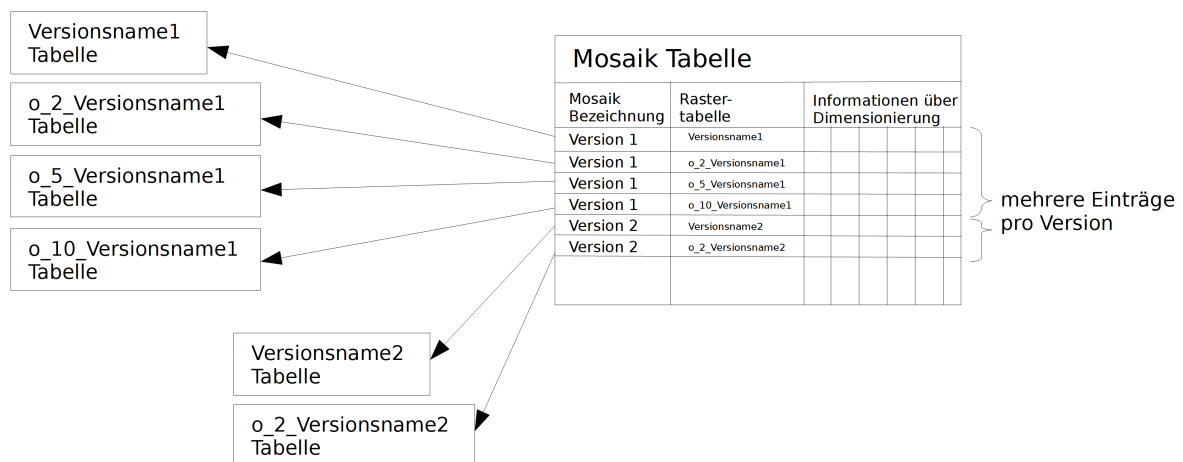 Versionsname1
Tabelle
o_2_Versionsname1
Tabelle
o_5_Versionsname1
Tabelle
o_10_Versionsname1
Tabelle
Versionsname2
Tabelle
o_2_Versionsname2
Tabelle
Mosaik Tabelle
Mosaik
Bezeichnung
Raster-
tabelle
Informationen über
Dimensionierung
Version 1 Versionsname1
Version 1 o_2_Versionsname1
Version 1 o_5_Versionsname1
Version 1 o_10_Versionsname1
Version 2 Versionsname2
Version 2 o_2_Versionsname2
mehrere Einträge
pro Version